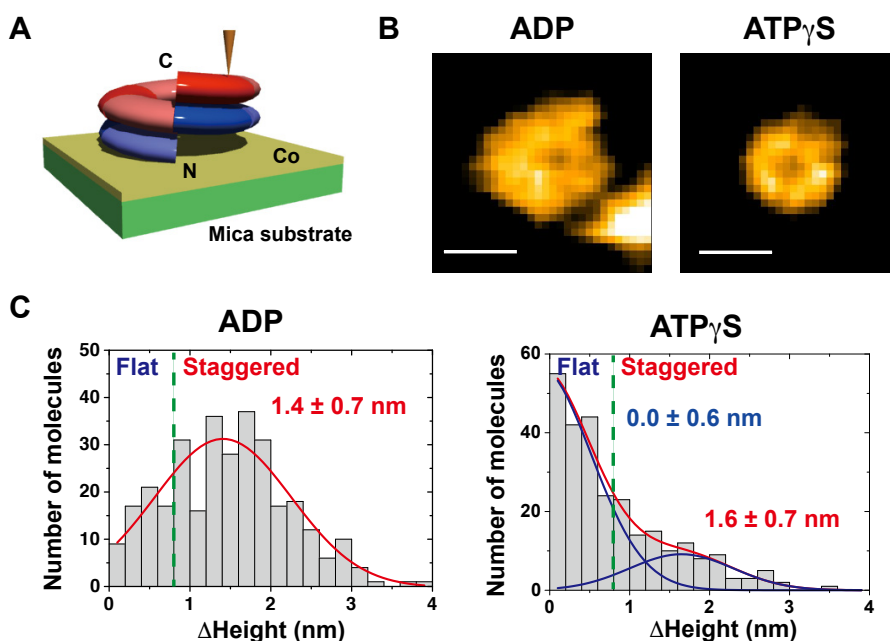 A
C
N
Co
Mica substrate
B
ADP
ATPγS
C
ADP
Flat
Staggered
1.4 ± 0.7 nm
Number of molecules
50
40
30
20
10
0
0
1
2
3
4
ΔHeight (nm)
ATPγS
Flat
Staggered
0.0 ± 0.6 nm
1.6 ± 0.7 nm
Number of molecules
60
40
20
0
0
1
2
3
4
ΔHeight (nm)